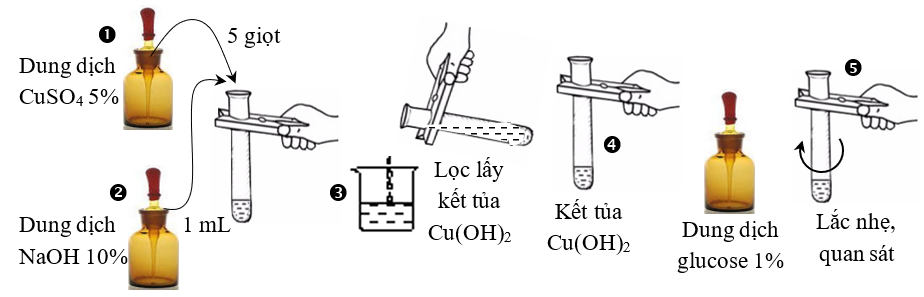 ❶
5 giọt
Dung dịch
CuSO₄ 5%
❷
1 mL
Dung dịch
NaOH 10%
❸
Lọc lấy
kết tủa
Cu(OH)₂
❹
Kết tủa
Cu(OH)₂
Dung dịch
glucose 1%
❺
Lắc nhẹ,
quan sát